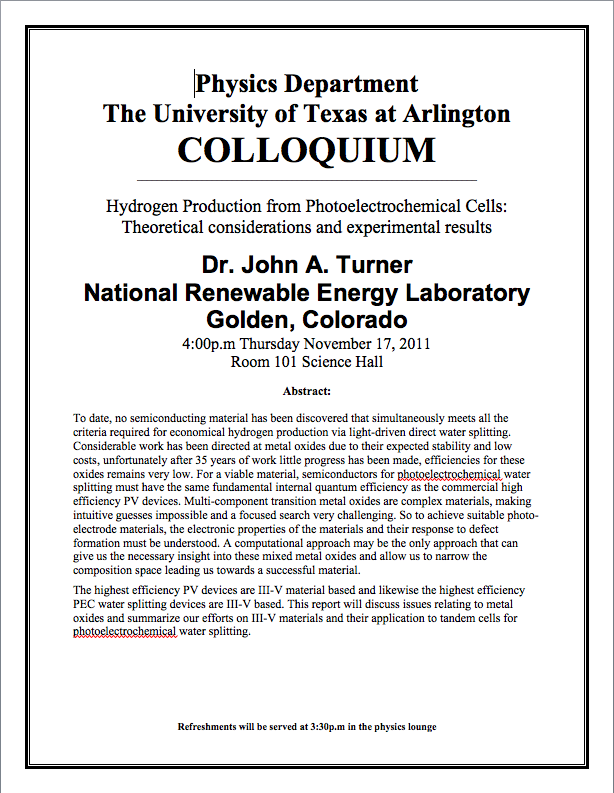 Physics Department
The University of Texas at Arlington
COLLOQUIUM
Hydrogen Production from Photoelectrochemical Cells:
Theoretical considerations and experimental results
Dr. John A. Turner
National Renewable Energy Laboratory
Golden, Colorado
4:00p.m Thursday November 17, 2011
Room 101 Science Hall
Abstract:
To date, no semiconducting material has been discovered that simultaneously meets all the
criteria required for economical hydrogen production via light-driven direct water splitting.
Considerable work has been directed at metal oxides due to their expected stability and low
costs, unfortunately after 35 years of work little progress has been made, efficiencies for these
oxides remains very low. For a viable material, semiconductors for photoelectrochemical water
splitting must have the same fundamental internal quantum efficiency as the commercial high
efficiency PV devices. Multi-component transition metal oxides are complex materials, making
intuitive guesses impossible and a focused search very challenging. So to achieve suitable photo-
electrode materials, the electronic properties of the materials and their response to defect
formation must be understood. A computational approach may be the only approach that can
give us the necessary insight into these mixed metal oxides and allow us to narrow the
composition space leading us towards a successful material.
The highest efficiency PV devices are III-V material based and likewise the highest efficiency
PEC water splitting devices are III-V based. This report will discuss issues relating to metal
oxides and summarize our efforts on III-V materials and their application to tandem cells for
photoelectrochemical water splitting.
Refreshments will be served at 3:30p.m in the physics lounge